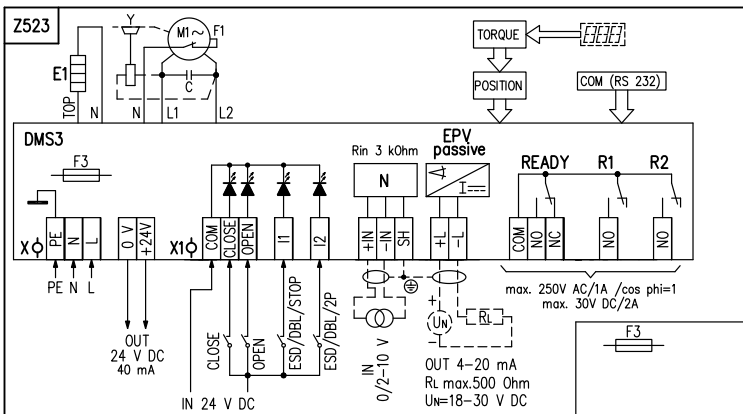 Z523
Y
M1~
F1
E1
C
TOP
N
N
L1
L2
TORQUE
POSITION
COM (RS 232)
DMS3
F3
Rin 3 kOhm
N
EPV
passive
I
READY
R1
R2
X
PE
N
L
0 V
+24V
X1
COM
CLOSE
OPEN
I1
I2
+IN
-IN
SH
+L
-L
COM
NO
NC
NO
NO
PE N L
OUT
24 V DC
40 mA
CLOSE
OPEN
ESD/DBL/STOP
ESD/DBL/2P
IN 24 V DC
IN
0/2-10 V
+
UN
-
RL
OUT 4-20 mA
RL max.500 Ohm
UN=18-30 V DC
max. 250V AC/1A /cos phi=1
max. 30V DC/2A
F3